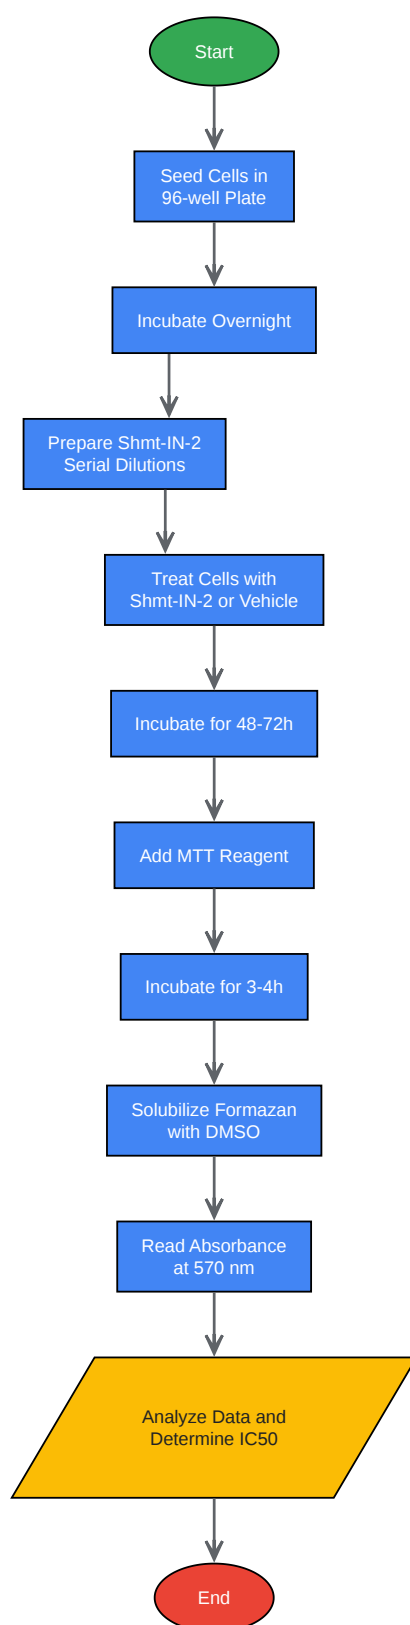 Start
Seed Cells in
96-well Plate
Incubate Overnight
Prepare Shmt-IN-2
Serial Dilutions
Treat Cells with
Shmt-IN-2 or Vehicle
Incubate for 48-72h
Add MTT Reagent
Incubate for 3-4h
Solubilize Formazan
with DMSO
Read Absorbance
at 570 nm
Analyze Data and
Determine IC50
End